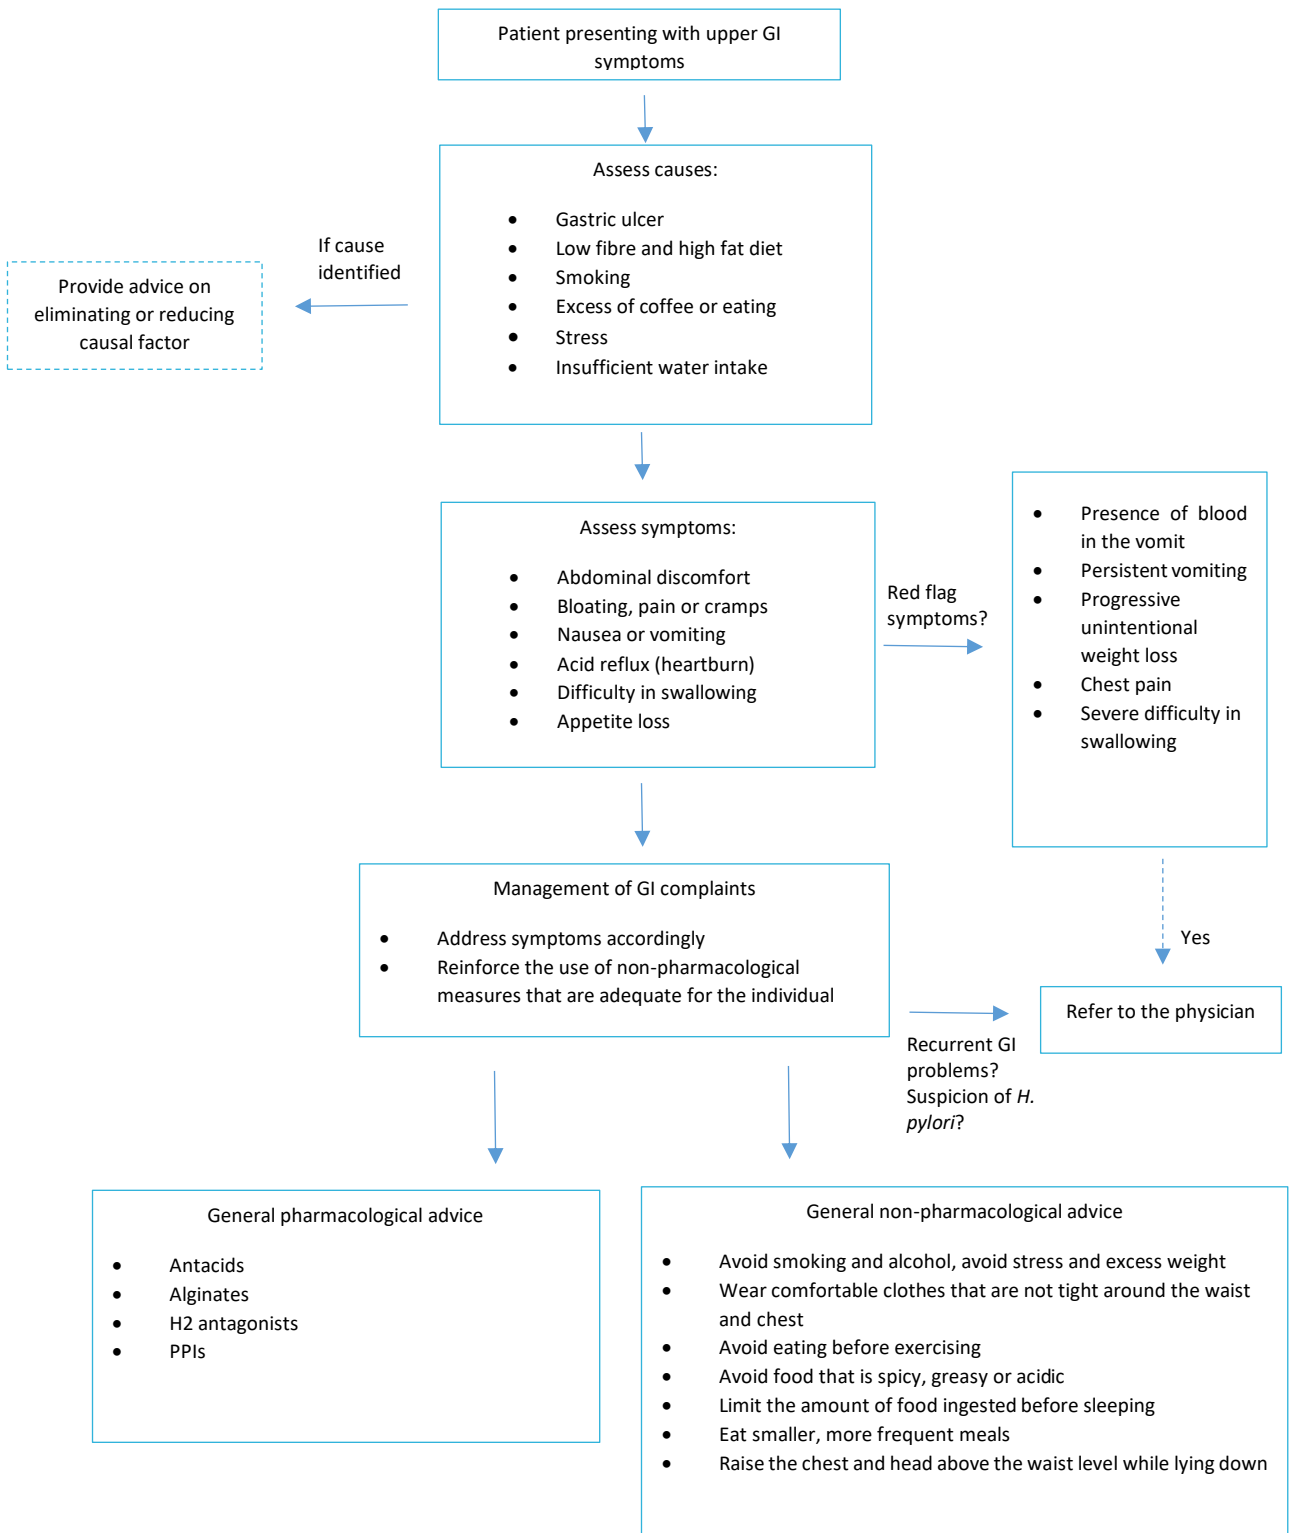 Patient presenting with upper GI
symptoms
Assess causes:
• Gastric ulcer
• Low fibre and high fat diet
• Smoking
• Excess of coffee or eating
• Stress
• Insufficient water intake
If cause
identified
Provide advice on
eliminating or reducing
causal factor
Assess symptoms:
• Abdominal discomfort
• Bloating, pain or cramps
• Nausea or vomiting
• Acid reflux (heartburn)
• Difficulty in swallowing
• Appetite loss
Red flag
symptoms?
• Presence of blood
in the vomit
• Persistent vomiting
• Progressive
unintentional
weight loss
• Chest pain
• Severe difficulty in
swallowing
Yes
Refer to the physician
Management of GI complaints
• Address symptoms accordingly
• Reinforce the use of non-pharmacological
measures that are adequate for the individual
Recurrent GI
problems?
Suspicion of H.
pylori?
General pharmacological advice
• Antacids
• Alginates
• H2 antagonists
• PPIs
General non-pharmacological advice
• Avoid smoking and alcohol, avoid stress and excess weight
• Wear comfortable clothes that are not tight around the waist
and chest
• Avoid eating before exercising
• Avoid food that is spicy, greasy or acidic
• Limit the amount of food ingested before sleeping
• Eat smaller, more frequent meals
• Raise the chest and head above the waist level while lying down